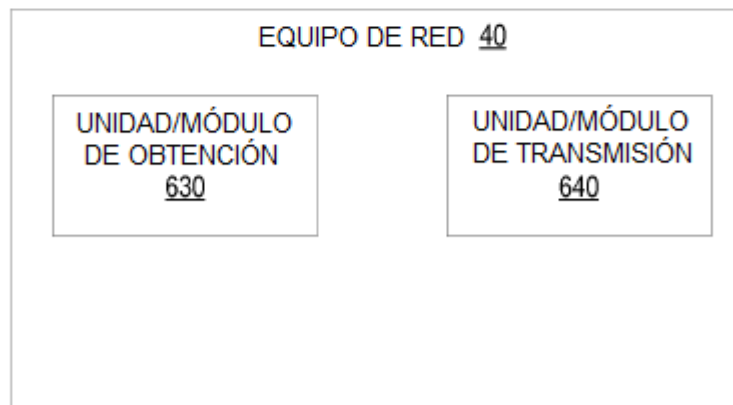 EQUIPO DE RED 40
UNIDAD/MÓDULO
DE OBTENCIÓN
630
UNIDAD/MÓDULO
DE TRANSMISIÓN
640